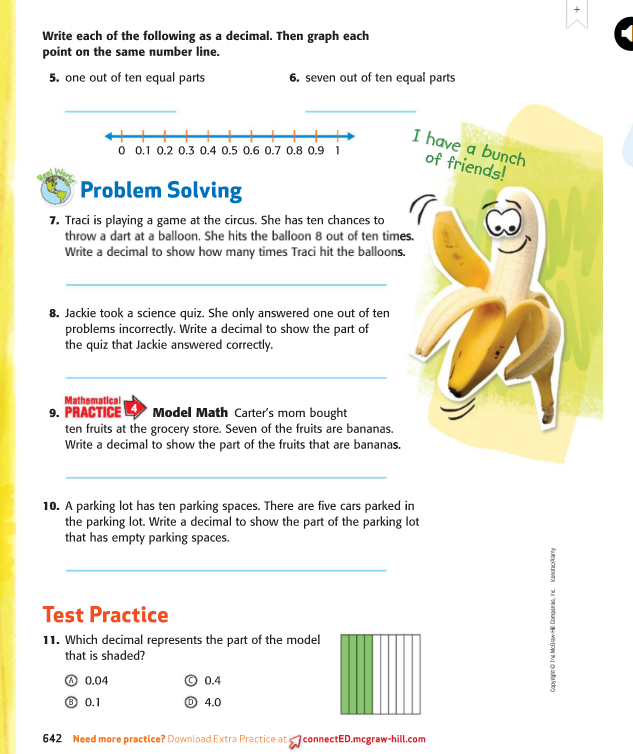 +
Write each of the following as a decimal. Then graph each
point on the same number line.
5. one out of ten equal parts
6. seven out of ten equal parts
0 0.1 0.2 0.3 0.4 0.5 0.6 0.7 0.8 0.9 1
I have a bunch
of friends!
Real World
Problem Solving
7. Traci is playing a game at the circus. She has ten chances to
throw a dart at a balloon. She hits the balloon 8 out of ten times.
Write a decimal to show how many times Traci hit the balloons.
8. Jackie took a science quiz. She only answered one out of ten
problems incorrectly. Write a decimal to show the part of
the quiz that Jackie answered correctly.
9. Mathematical PRACTICE 4 Model Math Carter's mom bought
ten fruits at the grocery store. Seven of the fruits are bananas.
Write a decimal to show the part of the fruits that are bananas.
10. A parking lot has ten parking spaces. There are five cars parked in
the parking lot. Write a decimal to show the part of the parking lot
that has empty parking spaces.
Test Practice
11. Which decimal represents the part of the model
that is shaded?
Ⓐ 0.04 Ⓒ 0.4
Ⓑ 0.1 Ⓓ 4.0
Copyright © The McGraw-Hill Companies, Inc. Iconotec/Alamy
642 Need more practice? Download Extra Practice at connectED.mcgraw-hill.com